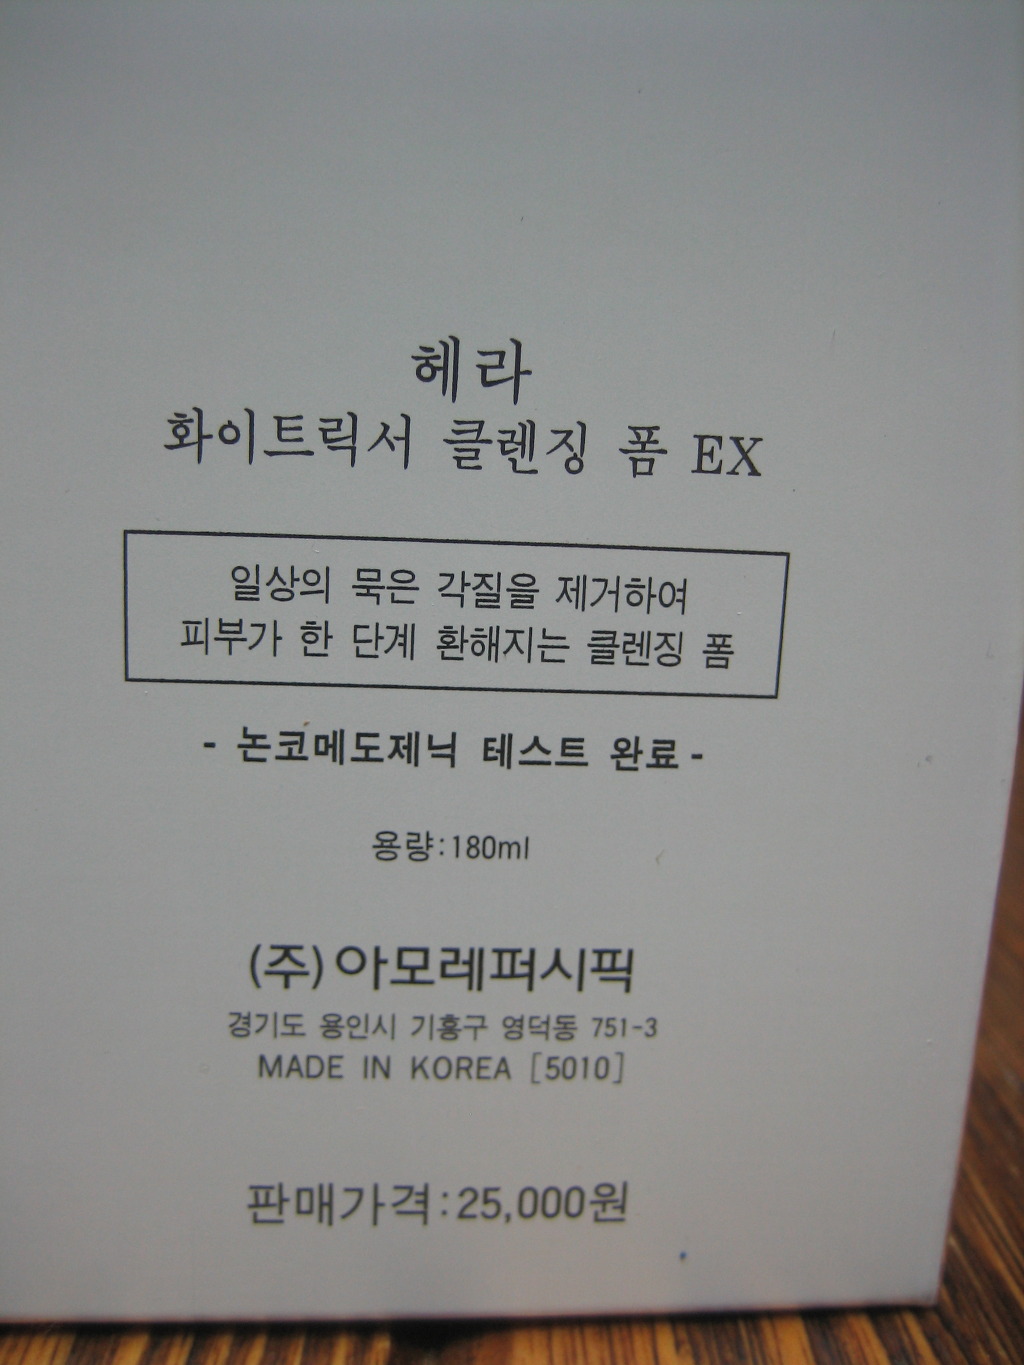 헤라
화이트릭서 클렌징 폼 EX
일상의 묵은 각질을 제거하여
피부가 한 단계 환해지는 클렌징 폼
- 논코메도제닉 테스트 완료 -
용량:180ml
(주)아모레퍼시픽
경기도 용인시 기흥구 영덕동 751-3
MADE IN KOREA [5010]
판매가격:25,000원